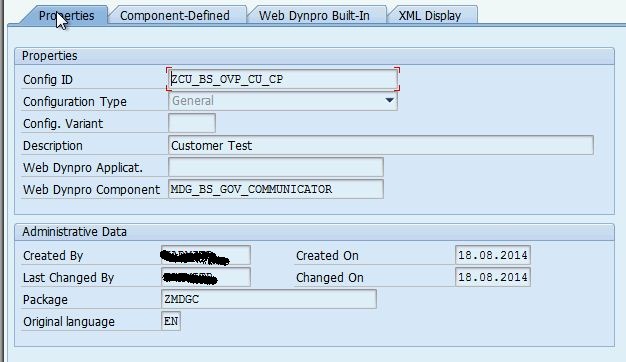 Properties Component-Defined Web Dynpro Built-In XML Display
Properties
Config ID ZCU_BS_OVP_CU_CP
Configuration Type General
Config. Variant
Description Customer Test
Web Dynpro Applicat.
Web Dynpro Component MDG_BS_GOV_COMMUNICATOR
Administrative Data
Created By Created On 18.08.2014
Last Changed By Changed On 18.08.2014
Package ZMDGC
Original language EN